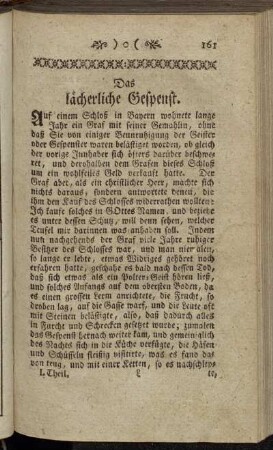 ) o (
161
Das
lächerliche Gespenst.
Auf einem Schloß in Bayern wohnete lange
Jahr ein Graf mit seiner Gemahlin, ohne
daß Sie von einiger Beunruhigung der Geister
oder Gespenster waren belästiget worden, ob gleich
der vorige Innhaber sich öfters darüber beschwe-
ret, und derothalben dem Grafen dieses Schloß
um ein wohlfeiles Geld verkauft hatte. Der
Graf aber, als ein christlicher Herr, machte sich
nichts daraus, sondern antwortete denen, die
ihm den Kauf des Schlosses widerrathen wollten:
Ich kaufe solches in GOttes Namen, und besitze
es unter dessen Schutz, will denn sehen, welcher
Teufel mir darinnen was anhaben soll. Indem
nun nachgehends der Graf viele Jahre ruhiger
Besitzer des Schlosses war, und man nier allen,
so lange er lebte, etwas Widriges gehöret noch
erfahren hatte, geschahe es bald nach dessen Tod,
daß sich etwas als ein Polter-Geist hören ließ,
und solches Anfangs auf dem obersten Boden, da
es einen grossen Lerm anrichtete, die Frucht, so
droben lag, auf die Gasse warf, und die Leute oft
mit Steinen belästigte, also, daß dadurch alles
in Furcht und Schrecken gesetzet wurde; zumalen
das Gespenst hernach weiter kam, und gemeiniglich
des Nachts sich in die Küche verfügte, die Häfen
und Schüsseln fleißig visitirte, was es fand das
von trug, und mit einer Ketten, so es nachschlepp-
I. Theil.
te,